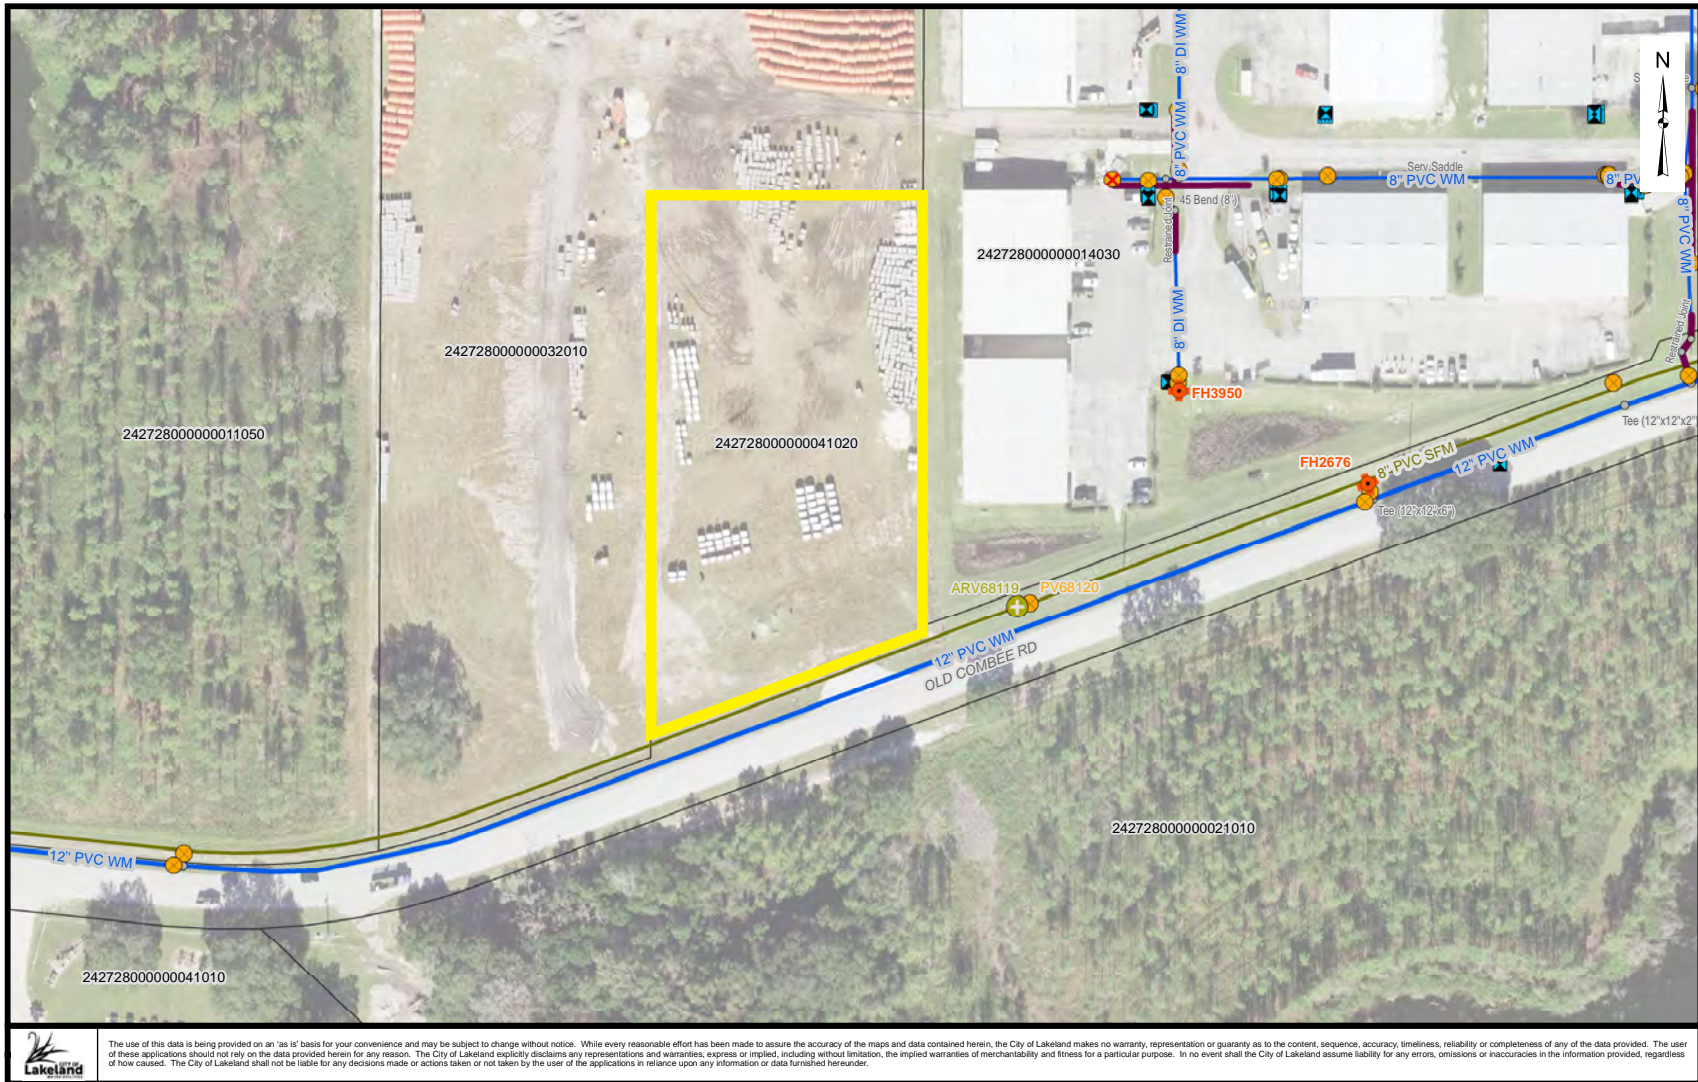 N
8" DI WM
8" PVC WM
Serv.Saddle
8" PVC WM
45 Bend (8")
Restrained Joint
8" PVC WM
242728000000014030
8" DI WM
Restrained Joint
242728000000032010
FH3950
Tee (12"x12"x2"
242728000000011050
242728000000041020
8" PVC SFM
12" PVC WM
FH2676
Tee (12"x12"x6")
ARV68119
PV68120
12" PVC WM
OLD COMBEE RD
242728000000021010
12" PVC WM
242728000000041010
CITY OF
Lakeland
WATER UTILITIES
The use of this data is being provided on an 'as is' basis for your convenience and may be subject to change without notice. While every reasonable effort has been made to assure the accuracy of the maps and data contained herein, the City of Lakeland makes no warranty, representation or guaranty as to the content, sequence, accuracy, timeliness, reliability or completeness of any of the data provided. The user
of these applications should not rely on the data provided herein for any reason. The City of Lakeland explicitly disclaims any representations and warranties, express or implied, including without limitation, the implied warranties of merchantability and fitness for a particular purpose. In no event shall the City of Lakeland assume liability for any errors, omissions or inaccuracies in the information provided, regardless
of how caused. The City of Lakeland shall not be liable for any decisions made or actions taken or not taken by the user of the applications in reliance upon any information or data furnished hereunder.